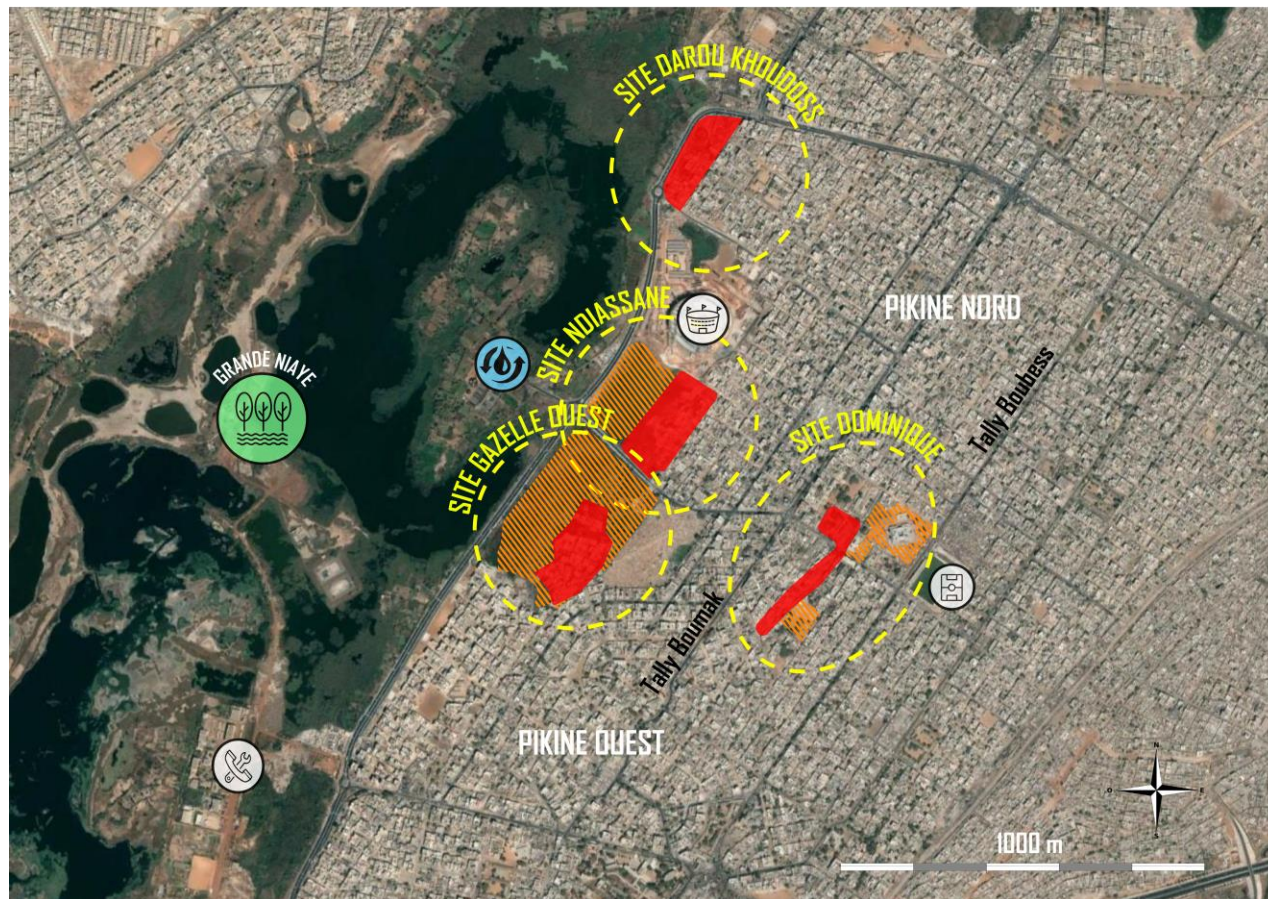 SITE DAROU KHOUDOSS
SITE NDIASSANE
PIKINE NORD
GRANDE NIAYE
SITE GAZELLE OUEST
SITE DOMINIQUE
Tally Boubess
Tally Boumak
PIKINE OUEST
N
O
E
S
1000 m